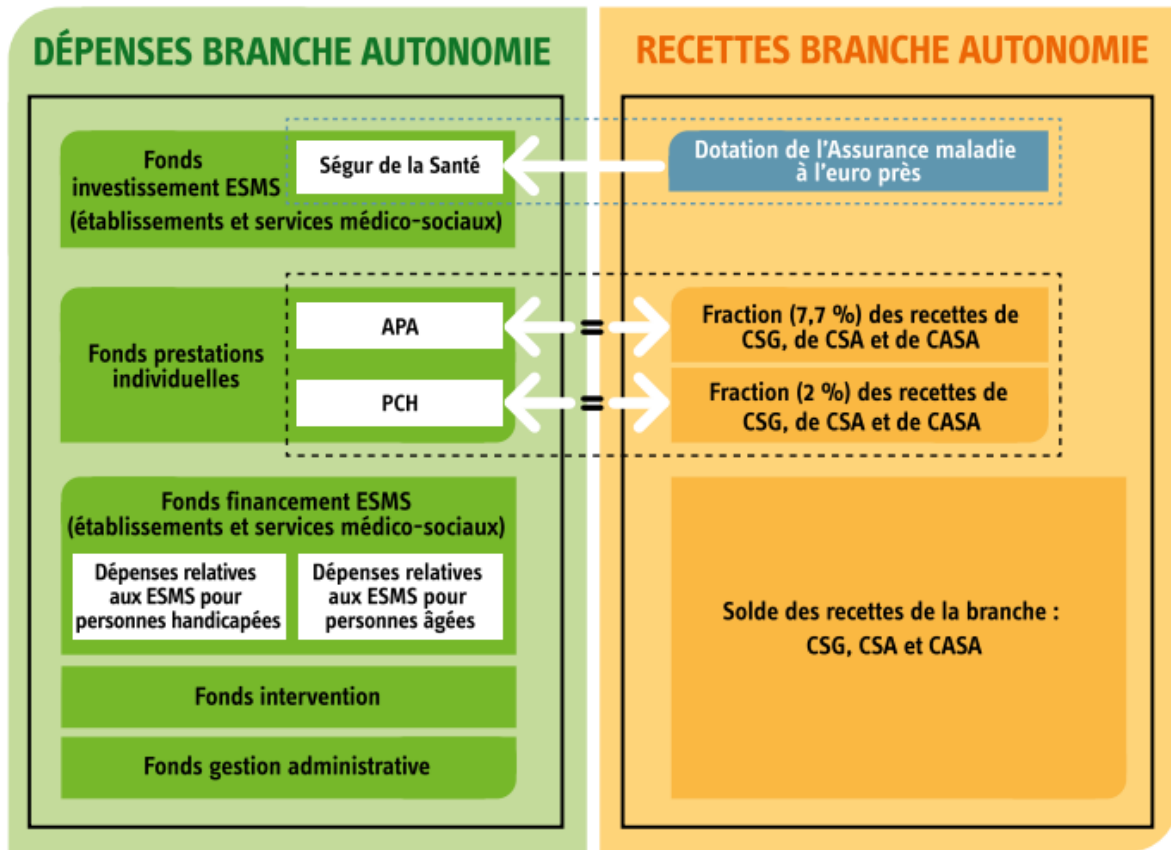 DÉPENSES BRANCHE AUTONOMIE
Fonds
investissement ESMS
(établissements et services médico-sociaux)
Ségur de la Santé
Fonds prestations
individuelles
APA
=
PCH
=
Fonds financement ESMS
(établissements et services médico-sociaux)
Dépenses relatives
aux ESMS pour
personnes handicapées
Dépenses relatives
aux ESMS pour
personnes âgées
Fonds intervention
Fonds gestion administrative
RECETTES BRANCHE AUTONOMIE
Dotation de l'Assurance maladie
à l'euro près
Fraction (7,7 %) des recettes de
CSG, de CSA et de CASA
Fraction (2 %) des recettes de
CSG, de CSA et de CASA
Solde des recettes de la branche :
CSG, CSA et CASA